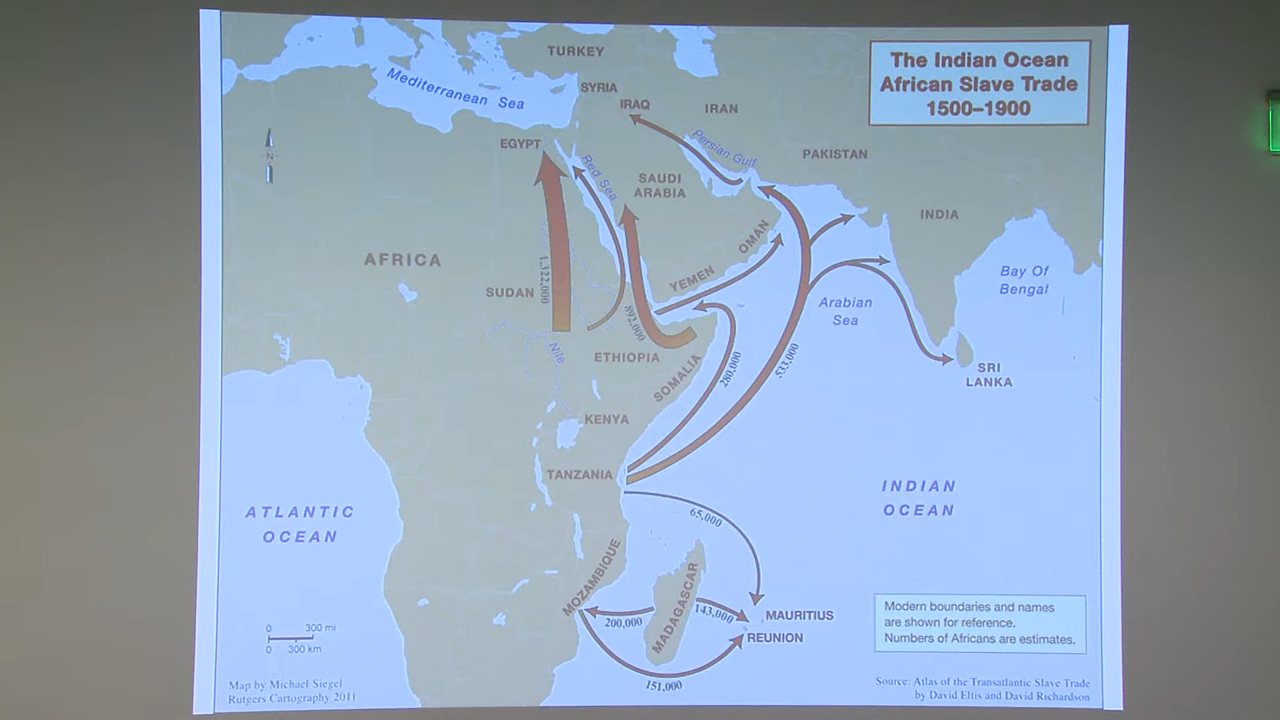 The Indian Ocean
African Slave Trade
1500–1900
TURKEY
Mediterranean Sea
SYRIA
IRAQ
IRAN
-N-
EGYPT
Red Sea
Persian Gulf
PAKISTAN
SAUDI
ARABIA
INDIA
AFRICA
OMAN
YEMEN
Bay Of
Bengal
SUDAN
1,322,000
892,000
Arabian
Sea
Nile
ETHIOPIA
SOMALIA
280,000
533,000
SRI
LANKA
KENYA
TANZANIA
INDIAN
OCEAN
ATLANTIC
OCEAN
65,000
MOZAMBIQUE
MADAGASCAR
200,000
143,000
MAURITIUS
REUNION
151,000
0 300 mi
0 300 km
Modern boundaries and names
are shown for reference.
Numbers of Africans are estimates.
Map by Michael Siegel
Rutgers Cartography 2011
Source: Atlas of the Transatlantic Slave Trade
by David Eltis and David Richardson